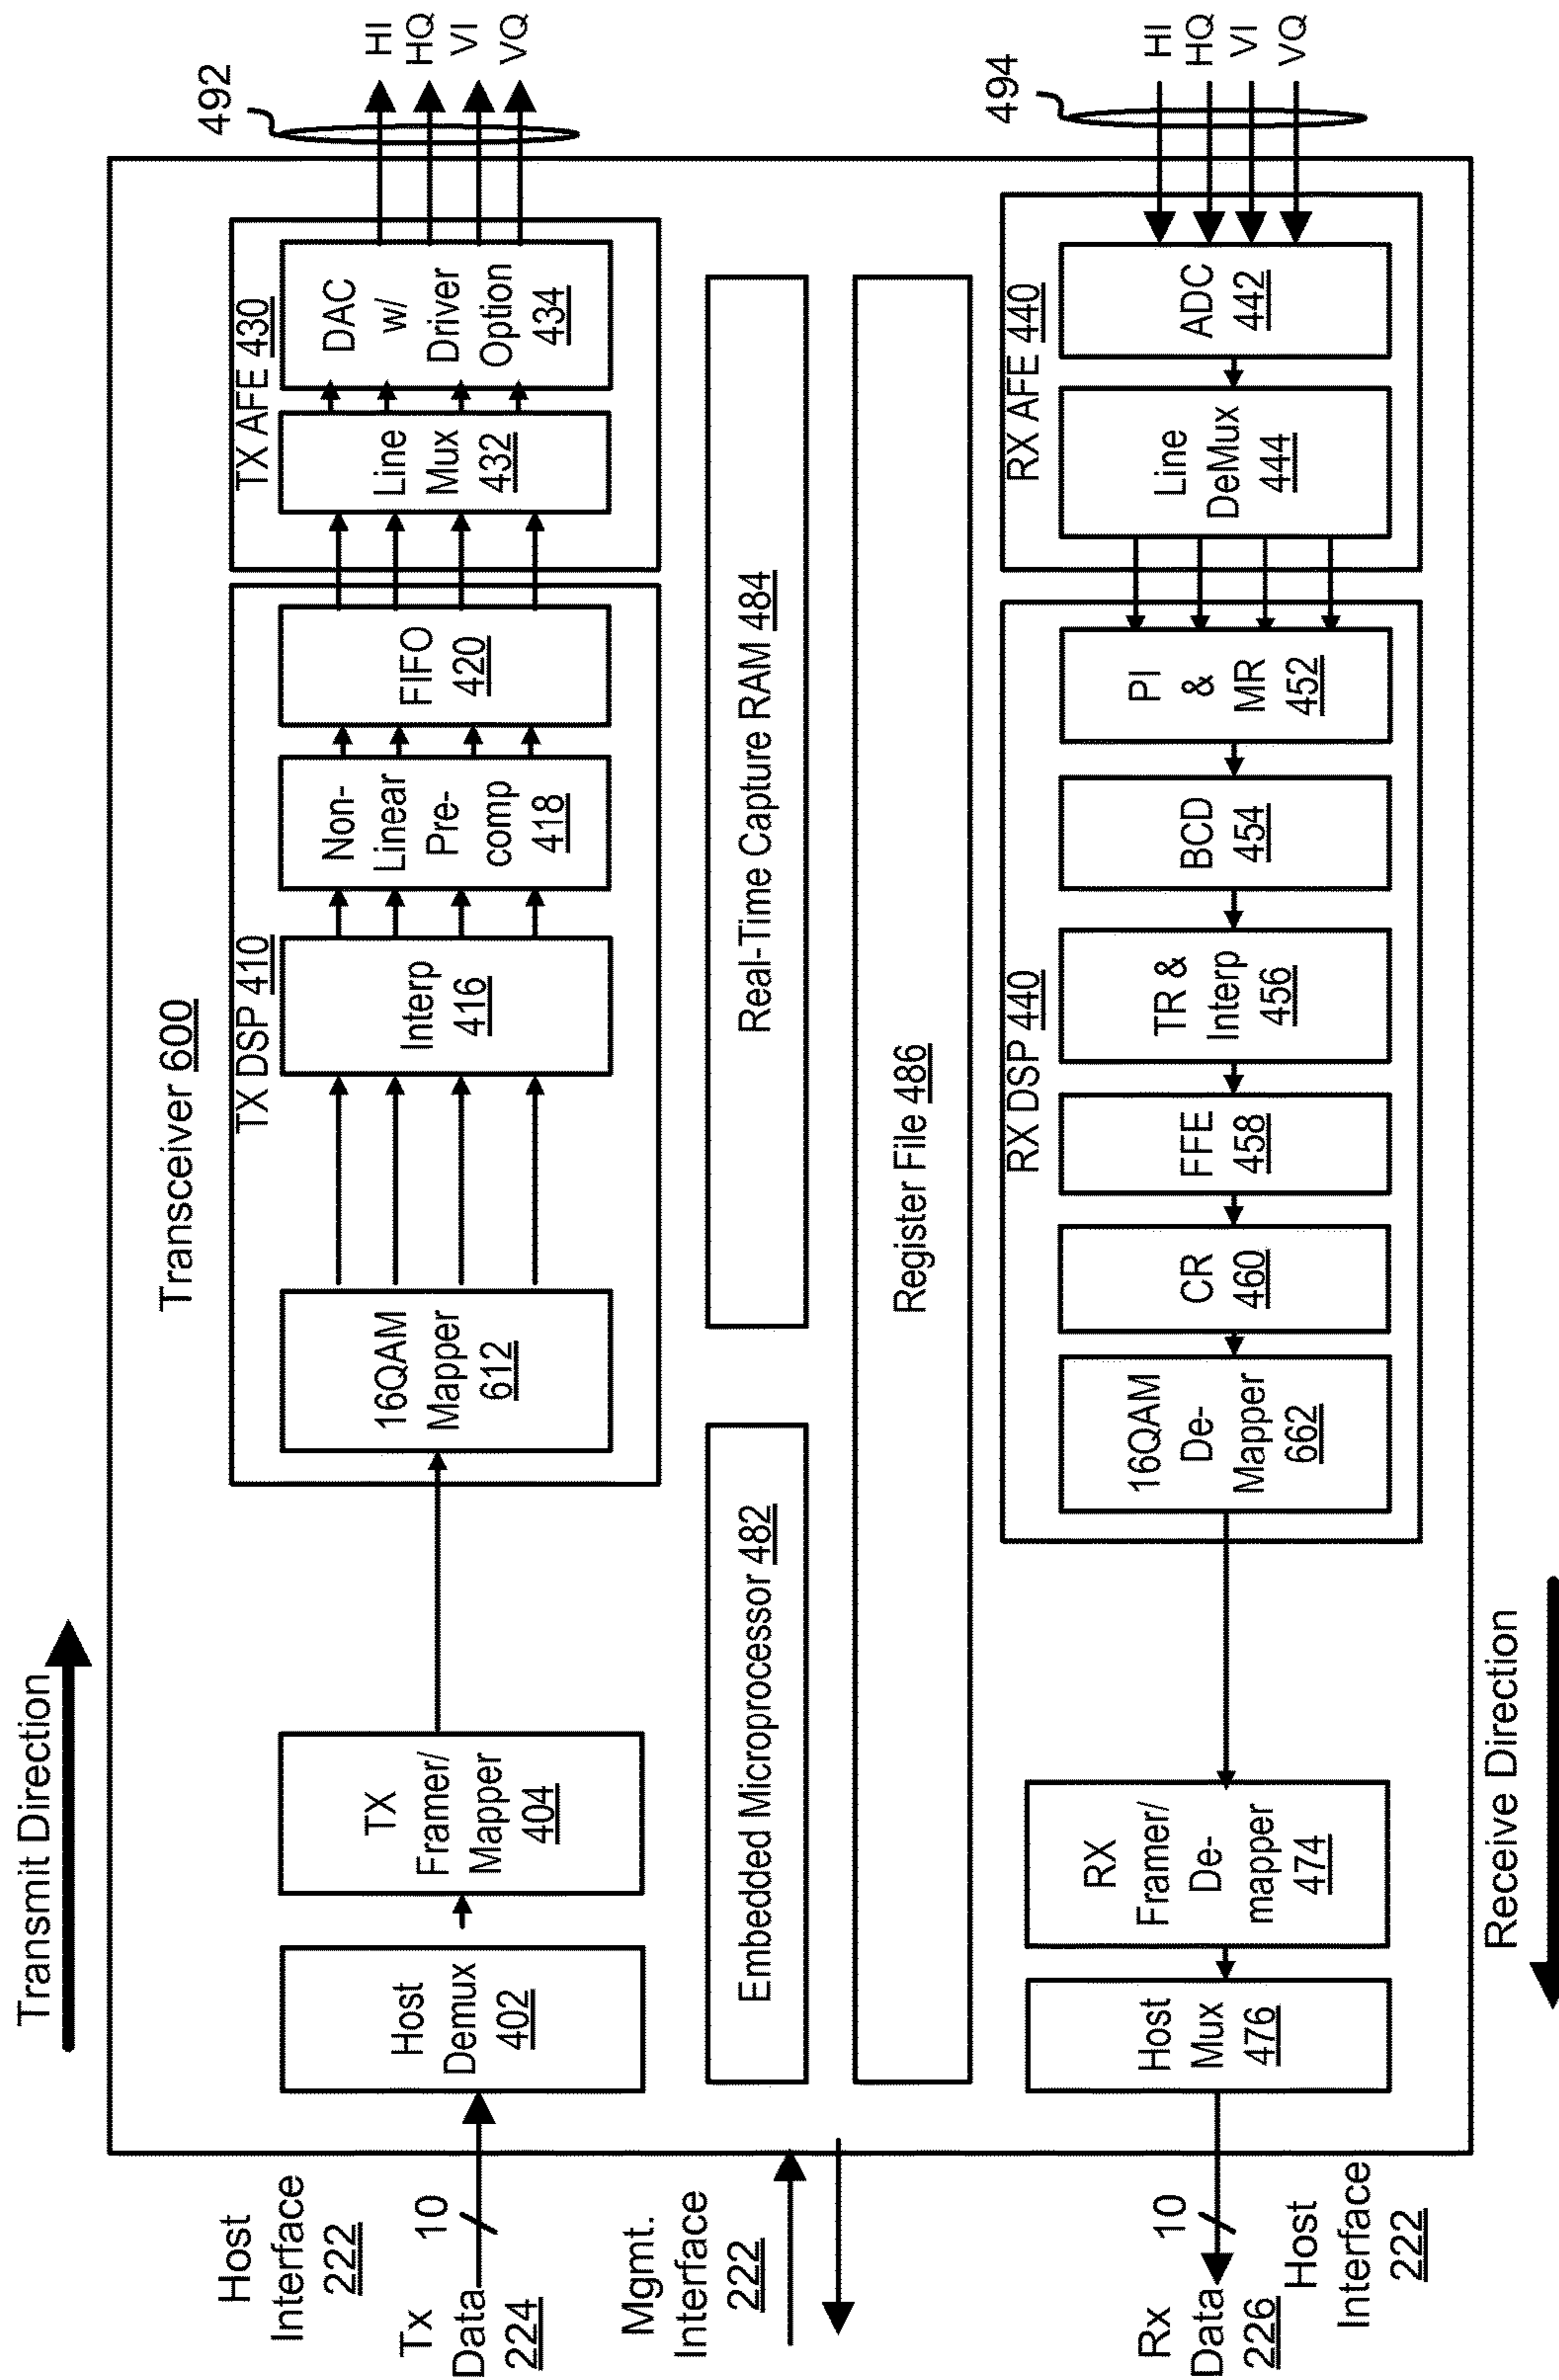 Transmit Direction
Transceiver 600
Host
Interface
222
Tx
Data
224
10
Host
Demux
402
TX
Framer/
Mapper
404
TX DSP 410
16QAM
Mapper
612
Interp
416
Non-
Linear
Pre-
comp
418
FIFO
420
TX AFE 430
Line
Mux
432
DAC
w/
Driver
Option
434
492
HI
HQ
VI
VQ
Mgmt.
Interface
222
Embedded Microprocessor 482
Real-Time Capture RAM 484
Register File 486
Rx
Data
226
10
Host
Interface
222
Host
Mux
476
RX
Framer/
De-
mapper
474
RX DSP 440
16QAM
De-
Mapper
662
CR
460
FFE
458
TR &
Interp
456
BCD
454
PI
&
MR
452
RX AFE 440
Line
DeMux
444
ADC
442
494
HI
HQ
VI
VQ
Receive Direction